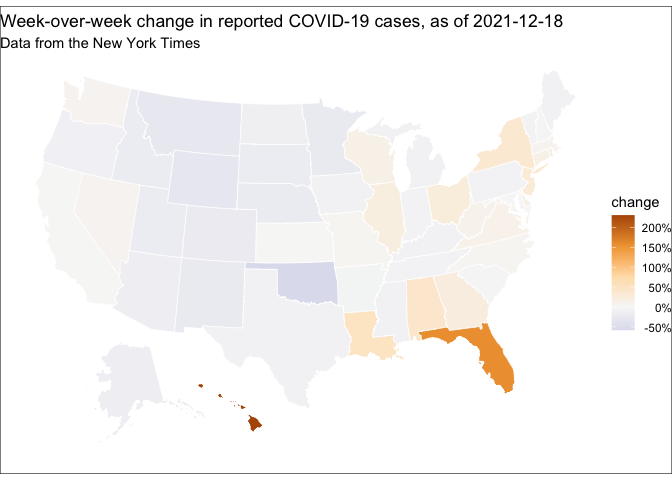 Week-over-week change in reported COVID-19 cases, as of 2021-12-18
Data from the New York Times
change
200%
150%
100%
50%
0%
-50%